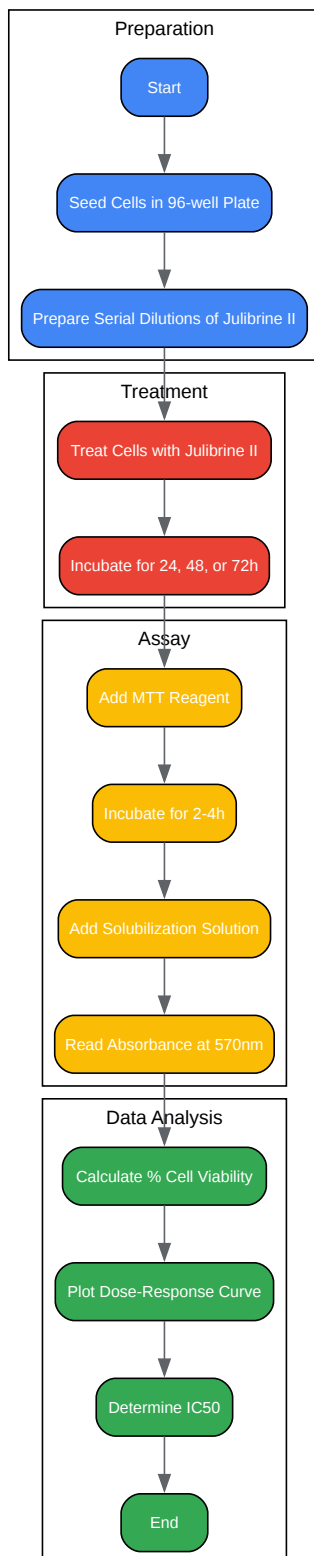 Preparation
Start
Seed Cells in 96-well Plate
Prepare Serial Dilutions of Julibrine II
Treatment
Treat Cells with Julibrine II
Incubate for 24, 48, or 72h
Assay
Add MTT Reagent
Incubate for 2-4h
Add Solubilization Solution
Read Absorbance at 570nm
Data Analysis
Calculate % Cell Viability
Plot Dose-Response Curve
Determine IC50
End